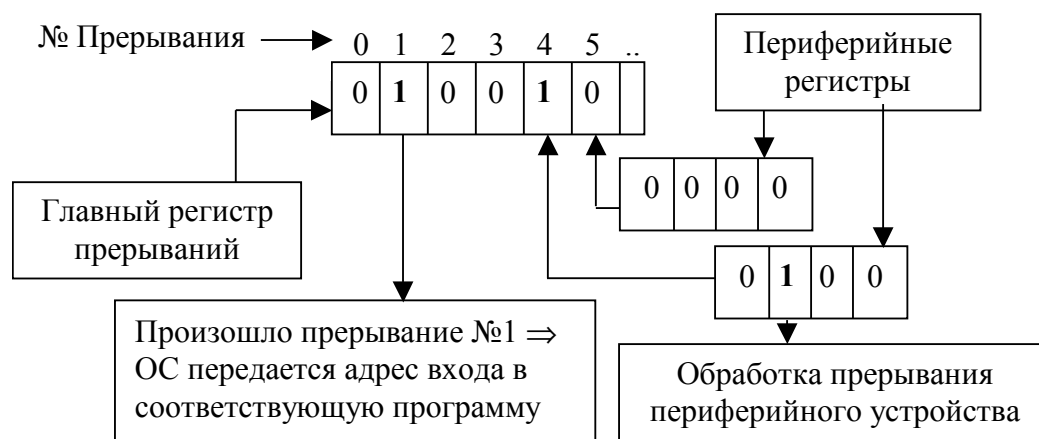 № Прерывания
0 1 2 3 4 5 ..
0 1 0 0 1 0
Периферийные
регистры
0 0 0 0
Главный регистр
прерываний
0 1 0 0
Произошло прерывание №1 ⇒
ОС передается адрес входа в
соответствующую программу
Обработка прерывания
периферийного устройства